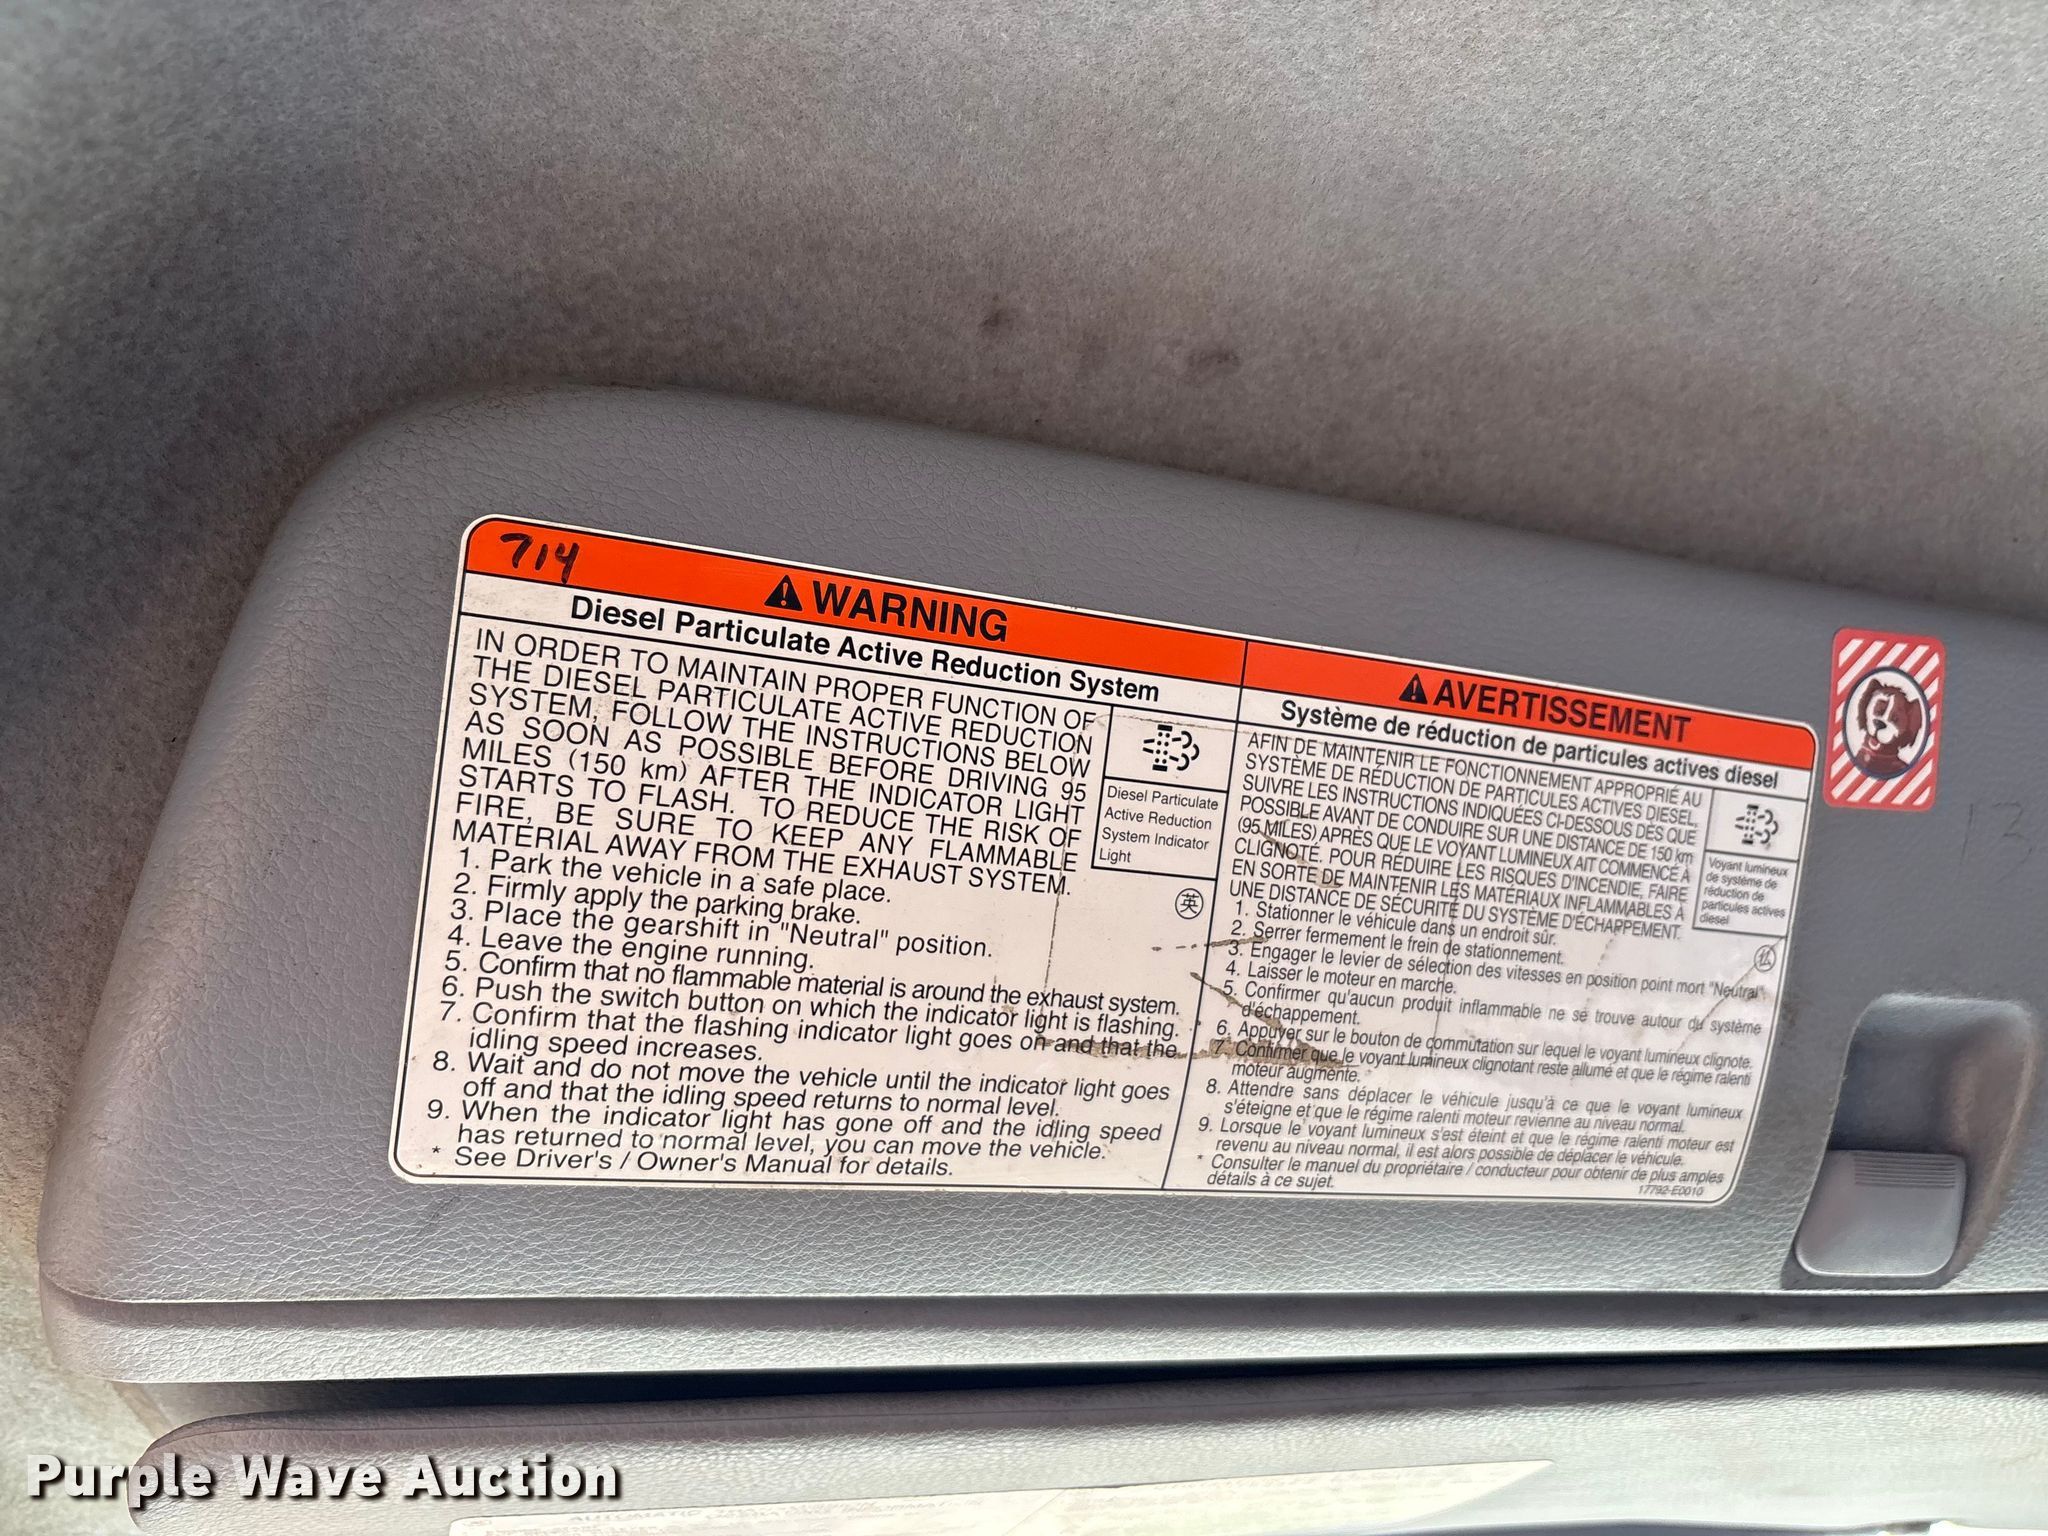 714
WARNING
Diesel Particulate Active Reduction System
IN ORDER TO MAINTAIN PROPER FUNCTION OF
THE DIESEL PARTICULATE ACTIVE REDUCTION
SYSTEM, FOLLOW THE INSTRUCTIONS BELOW
AS SOON AS POSSIBLE BEFORE DRIVING 95
MILES (150 km) AFTER THE INDICATOR LIGHT
STARTS TO FLASH. TO REDUCE THE RISK OF
FIRE, BE SURE TO KEEP ANY FLAMMABLE
MATERIAL AWAY FROM THE EXHAUST SYSTEM.
Diesel Particulate
Active Reduction
System Indicator
Light
英
1. Park the vehicle in a safe place.
2. Firmly apply the parking brake.
3. Place the gearshift in "Neutral" position.
4. Leave the engine running.
5. Confirm that no flammable material is around the exhaust system.
6. Push the switch button on which the indicator light is flashing.
7. Confirm that the flashing indicator light goes on and that the
idling speed increases.
8. Wait and do not move the vehicle until the indicator light goes
off and that the idling speed returns to normal level.
9. When the indicator light has gone off and the idling speed
has returned to normal level, you can move the vehicle.
* See Driver's / Owner's Manual for details.
AVERTISSEMENT
Système de réduction de particules actives diesel
AFIN DE MAINTENIR LE FONCTIONNEMENT APPROPRIÉ AU
SYSTÈME DE RÉDUCTION DE PARTICULES ACTIVES DIESEL,
SUIVRE LES INSTRUCTIONS INDIQUÉES CI-DESSOUS DÈS QUE
POSSIBLE AVANT DE CONDUIRE SUR UNE DISTANCE DE 150 km
(95 MILES) APRÈS QUE LE VOYANT LUMINEUX AIT COMMENCÉ À
CLIGNOTE. POUR RÉDUIRE LES RISQUES D'INCENDIE, FAIRE
EN SORTE DE MAINTENIR LES MATÉRIAUX INFLAMMABLES À
UNE DISTANCE DE SÉCURITÉ DU SYSTÈME D'ÉCHAPPEMENT.
Voyant lumineux
de système de
réduction de
particules actives
diesel
仏
1. Stationner le véhicule dans un endroit sûr.
2. Serrer fermement le frein de stationnement.
3. Engager le levier de sélection des vitesses en position point mort "Neutral".
4. Laisser le moteur en marche.
5. Confirmer qu'aucun produit inflammable ne se trouve autour du système
d'échappement.
6. Appuyer sur le bouton de commutation sur lequel le voyant lumineux clignote.
7. Confirmer que le voyant lumineux clignotant reste allumé et que le régime ralenti
moteur augmente.
8. Attendre sans déplacer le véhicule jusqu'à ce que le voyant lumineux
s'éteigne et que le régime ralenti moteur revienne au niveau normal.
9. Lorsque le voyant lumineux s'est éteint et que le régime ralenti moteur est
revenu au niveau normal, il est alors possible de déplacer le véhicule.
* Consulter le manuel du propriétaire / conducteur pour obtenir de plus amples
détails à ce sujet.
17792-E0010
Purple Wave Auction